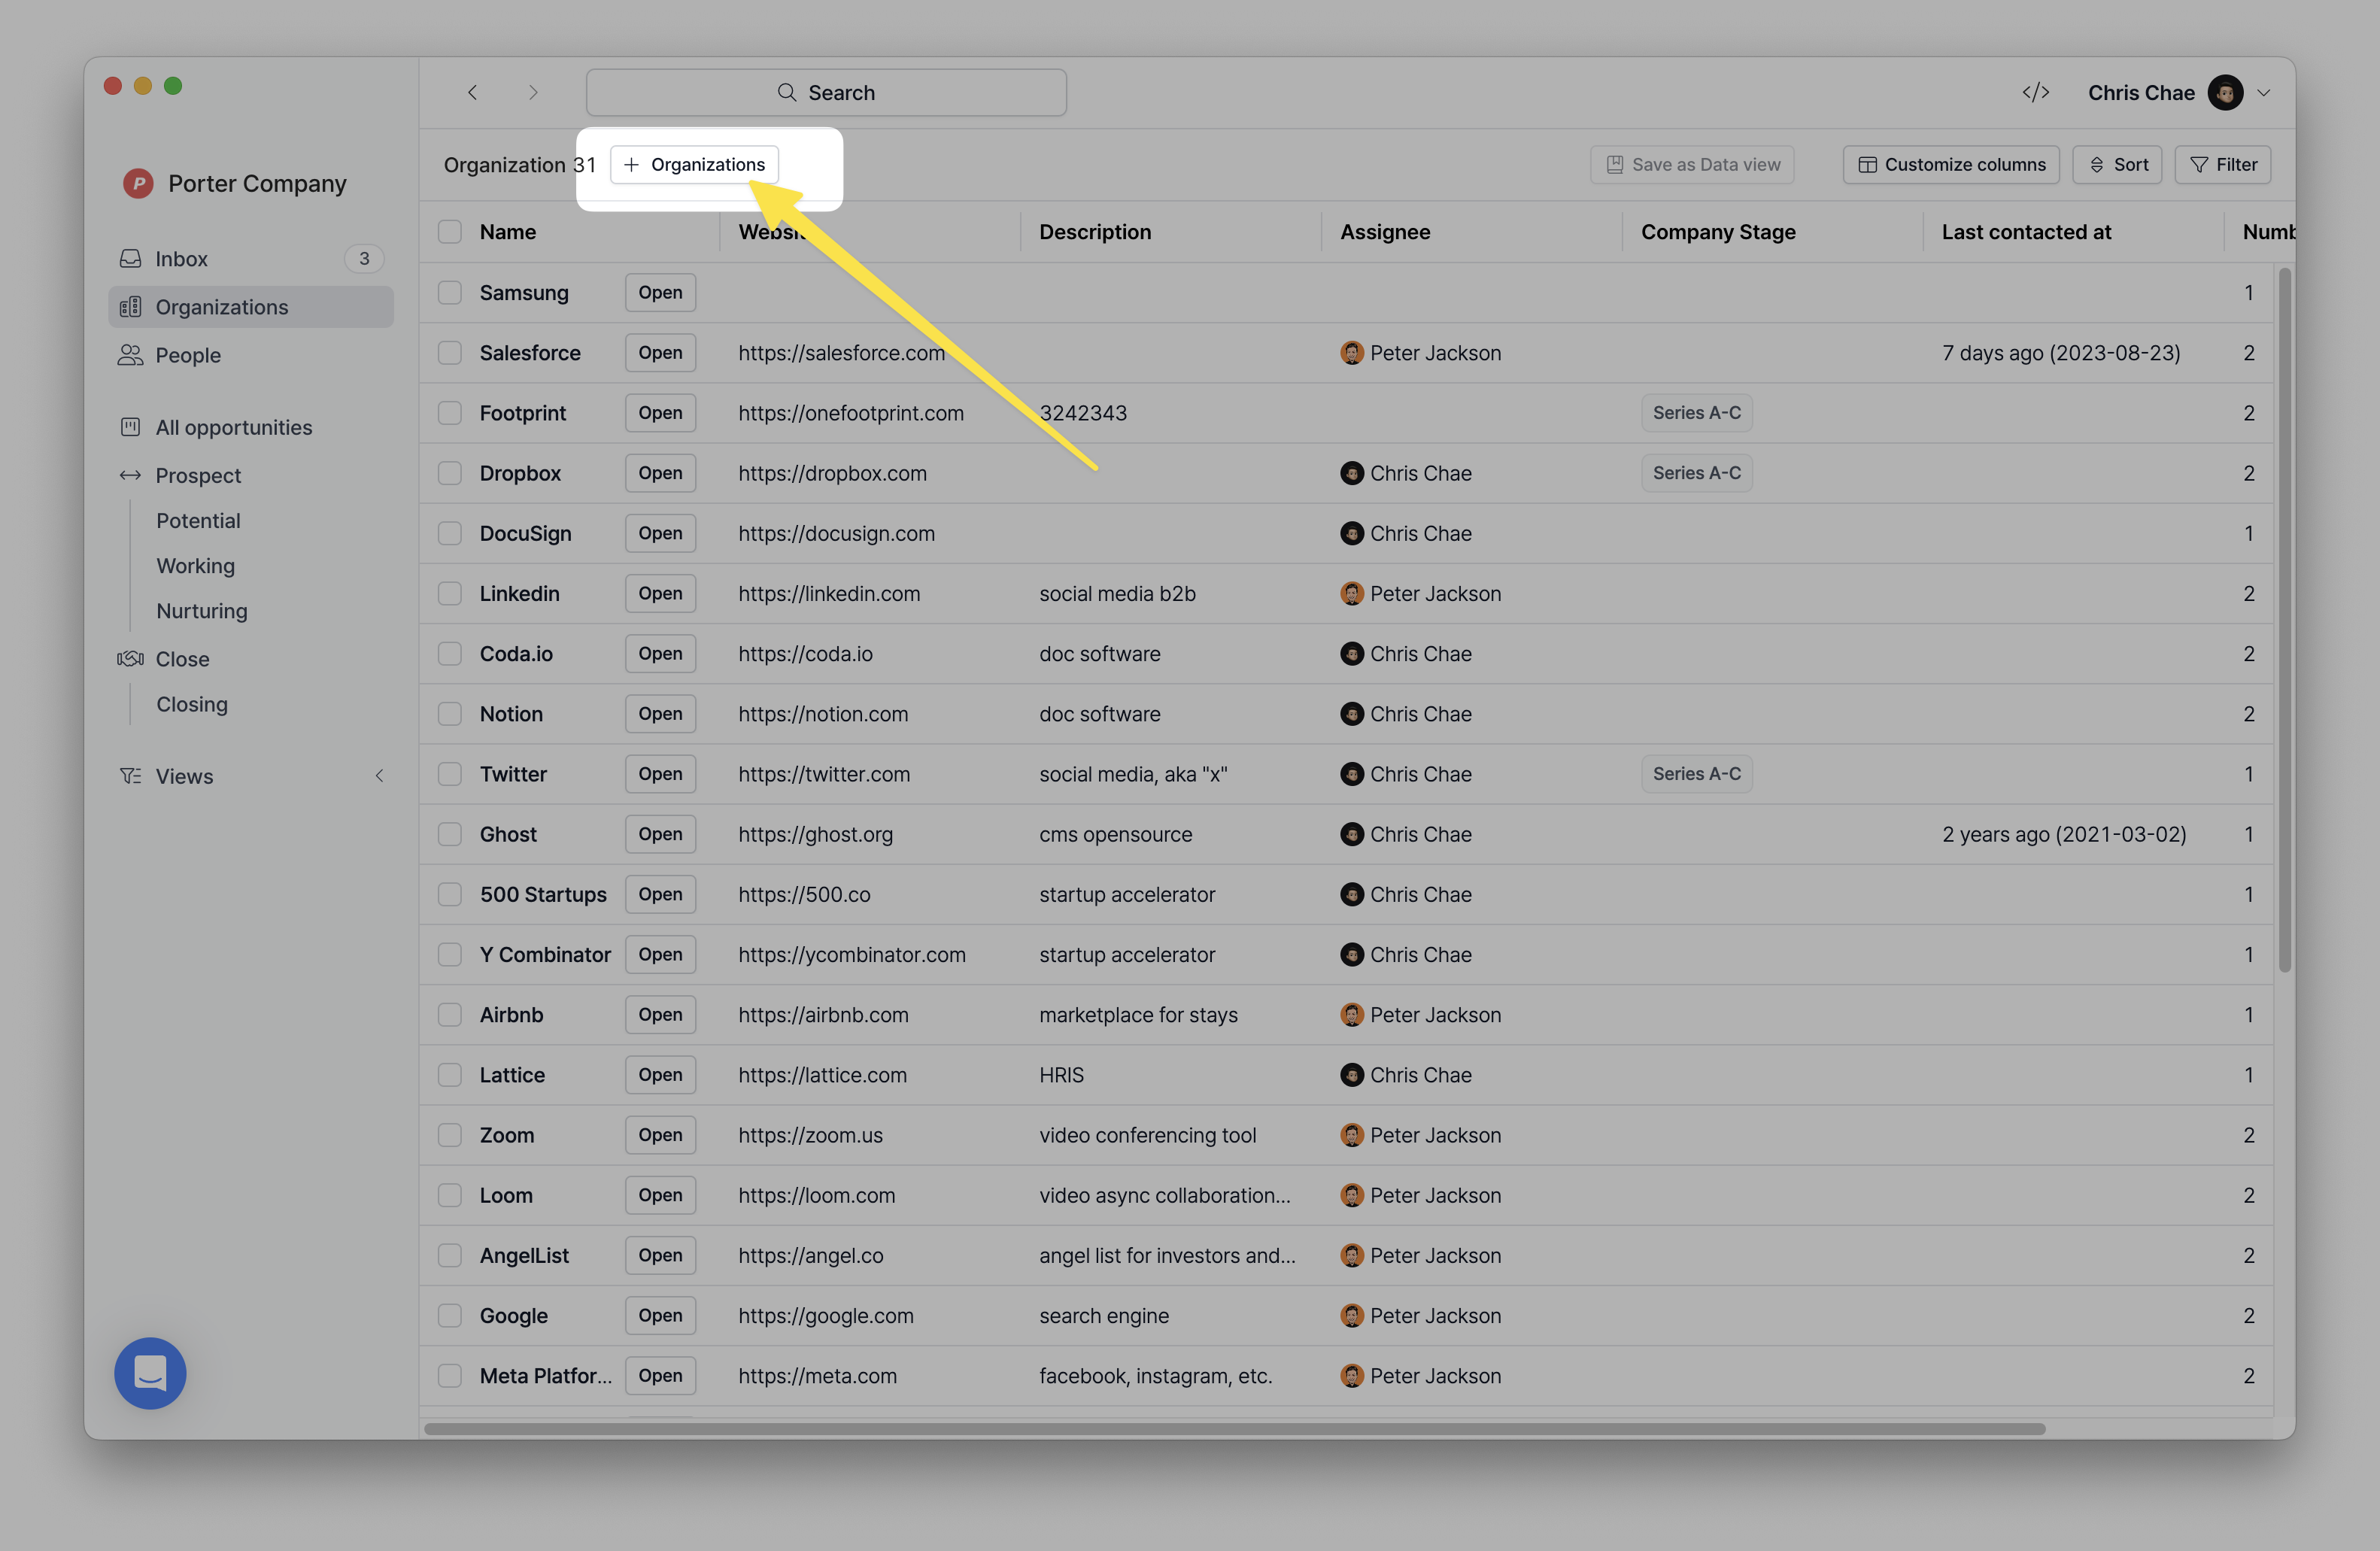 Search
</> Chris Chae
P Porter Company
Inbox 3
Organizations
People
All opportunities
Prospect
Potential
Working
Nurturing
Close
Closing
Views
Organization 31 + Organizations Save as Data view Customize columns Sort Filter
Name Description Assignee Company Stage Last contacted at
Samsung Open 1
Salesforce Open https://salesforce.com Peter Jackson 7 days ago (2023-08-23) 2
Footprint Open https://onefootprint.com 3242343 Series A-C 2
Dropbox Open https://dropbox.com Chris Chae Series A-C 2
DocuSign Open https://docusign.com Chris Chae 1
Linkedin Open https://linkedin.com social media b2b Peter Jackson 2
Coda.io Open https://coda.io doc software Chris Chae 2
Notion Open https://notion.com doc software Chris Chae 2
Twitter Open https://twitter.com social media, aka "x" Chris Chae Series A-C 1
Ghost Open https://ghost.org cms opensource Chris Chae 2 years ago (2021-03-02) 1
500 Startups Open https://500.co startup accelerator Chris Chae 1
Y Combinator Open https://ycombinator.com startup accelerator Chris Chae 1
Airbnb Open https://airbnb.com marketplace for stays Peter Jackson 1
Lattice Open https://lattice.com HRIS Chris Chae 1
Zoom Open https://zoom.us video conferencing tool Peter Jackson 2
Loom Open https://loom.com video async collaboration... Peter Jackson 2
AngelList Open https://angel.co angel list for investors and... Peter Jackson 2
Google Open https://google.com search engine Peter Jackson 2
Meta Platfor... Open https://meta.com facebook, instagram, etc. Peter Jackson 2